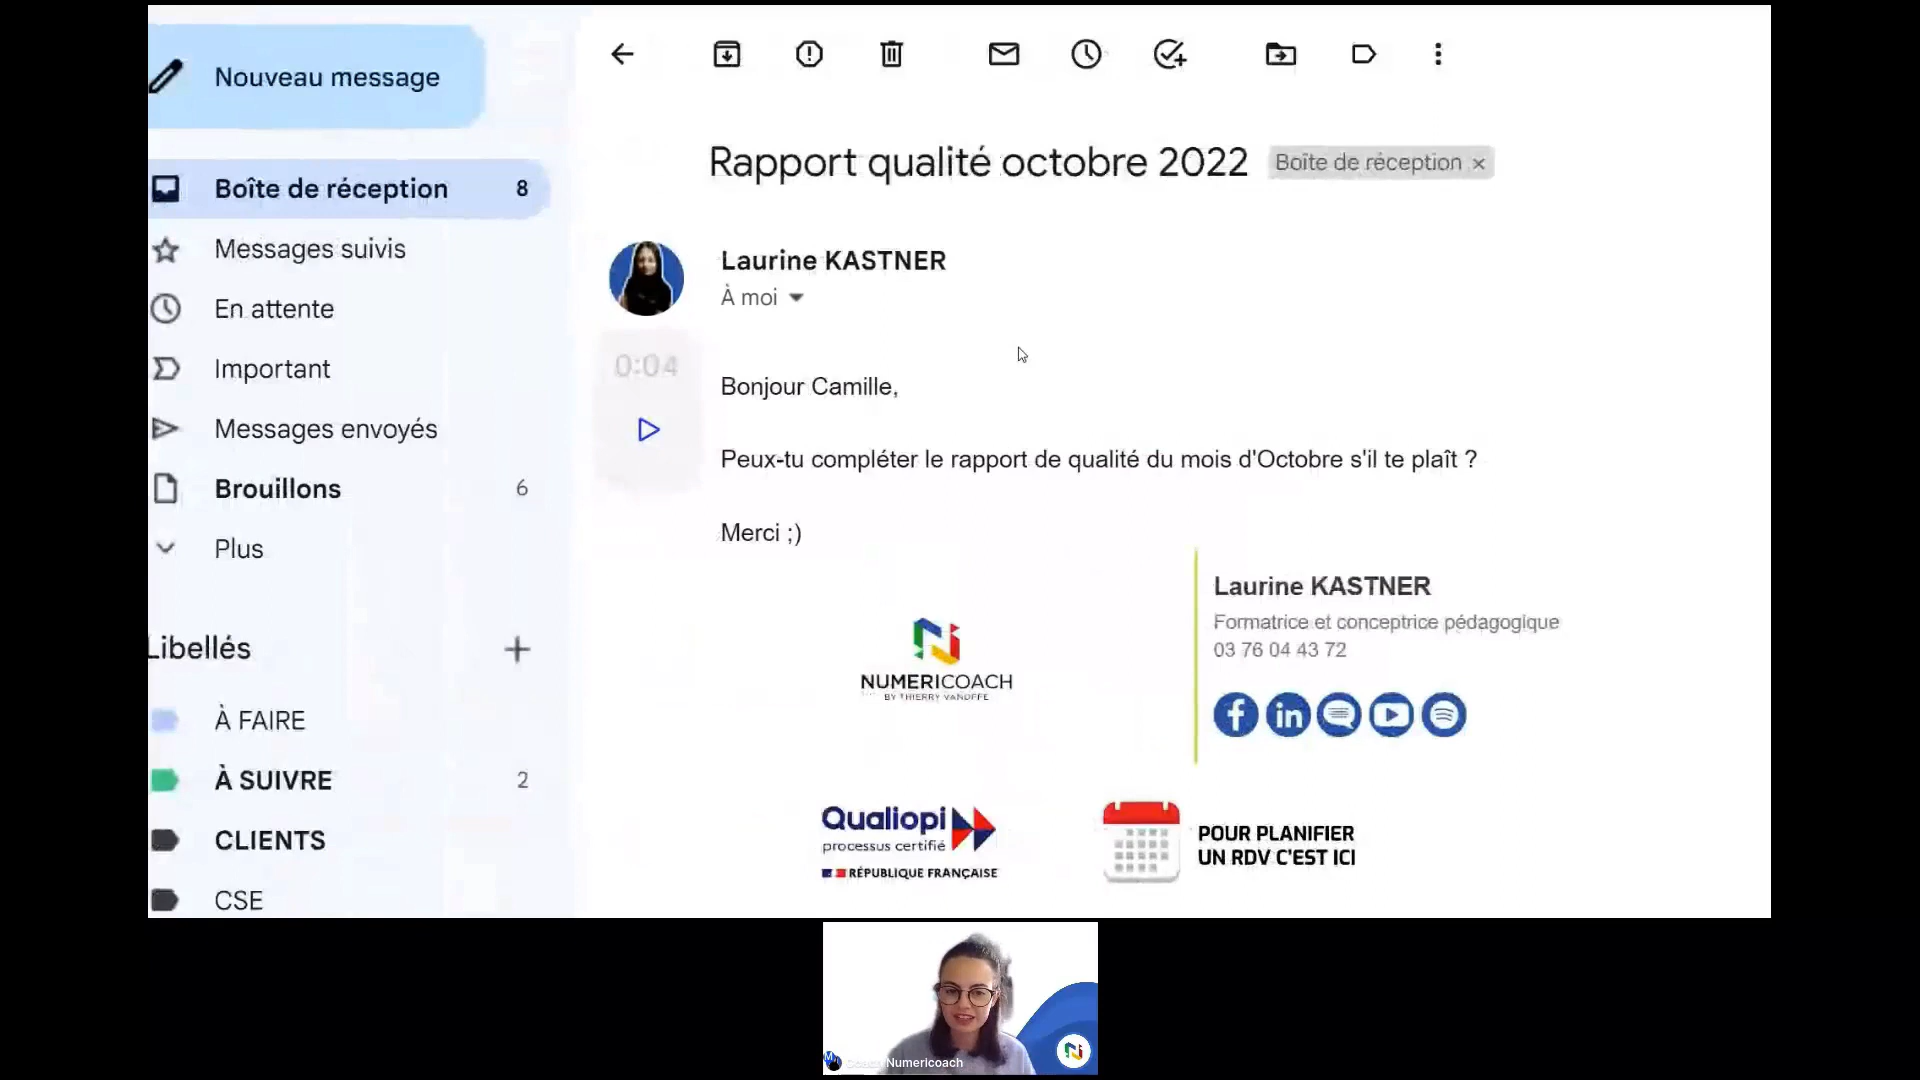 Nouveau message
Boîte de réception 8
Messages suivis
En attente
Important
Messages envoyés
Brouillons 6
Plus
Libellés
À FAIRE
À SUIVRE 2
CLIENTS
CSE
Rapport qualité octobre 2022 Boîte de réception ×
Laurine KASTNER
À moi
0:04
Bonjour Camille,
Peux-tu compléter le rapport de qualité du mois d'Octobre s'il te plaît ?
Merci ;)
NUMERICOACH
BY THIERRY VANOFFE
Laurine KASTNER
Formatrice et conceptrice pédagogique
03 76 04 43 72
Qualiopi
processus certifié
RÉPUBLIQUE FRANÇAISE
POUR PLANIFIER
UN RDV C'EST ICI
Numericoach